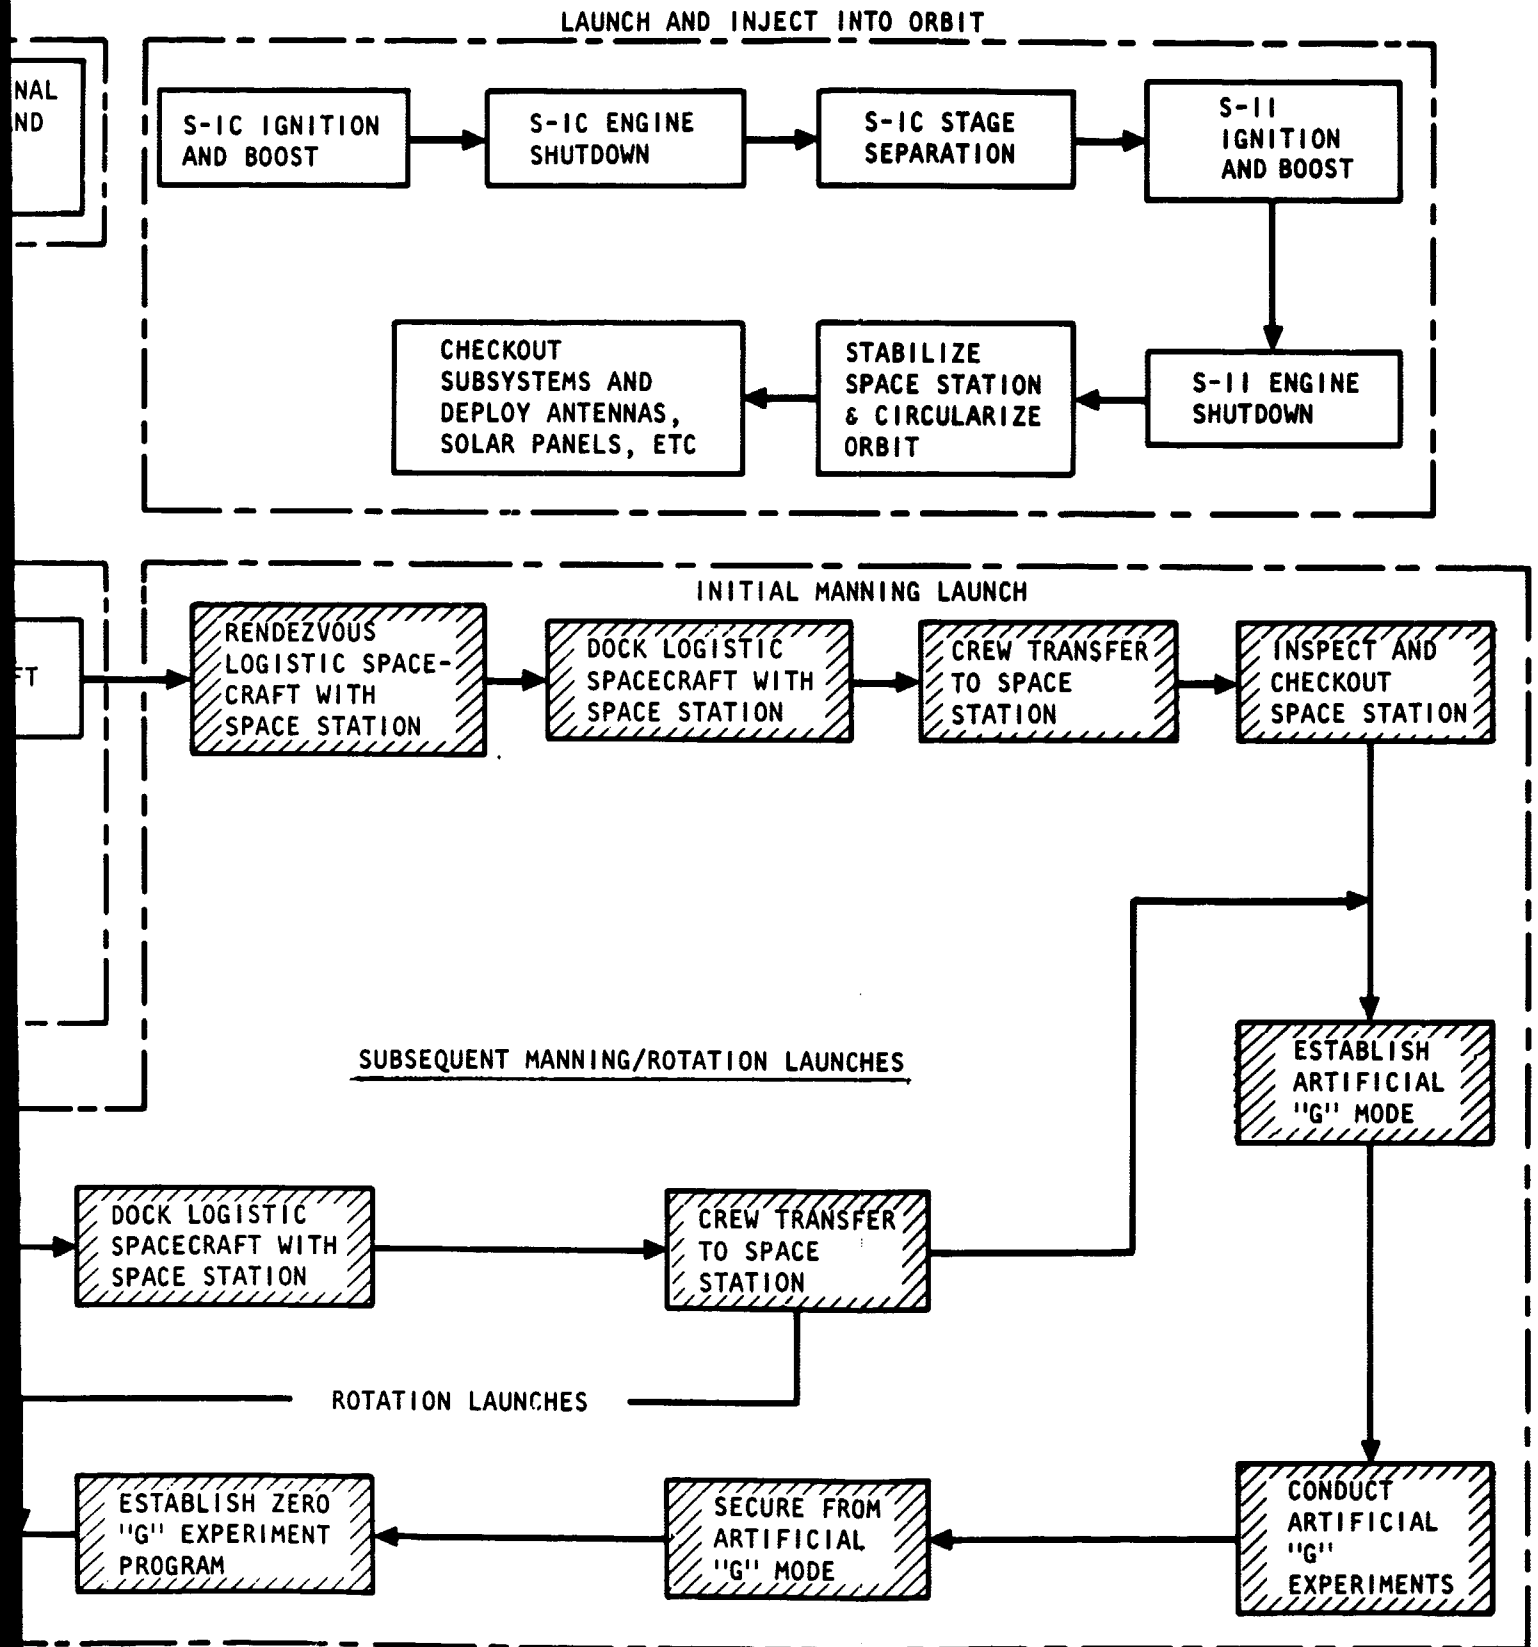 LAUNCH AND INJECT INTO ORBIT
NAL
ND
S-IC IGNITION
AND BOOST
S-IC ENGINE
SHUTDOWN
S-IC STAGE
SEPARATION
S-II
IGNITION
AND BOOST
CHECKOUT
SUBSYSTEMS AND
DEPLOY ANTENNAS,
SOLAR PANELS, ETC
STABILIZE
SPACE STATION
& CIRCULARIZE
ORBIT
S-II ENGINE
SHUTDOWN
INITIAL MANNING LAUNCH
FT
RENDEZVOUS
LOGISTIC SPACE-
CRAFT WITH
SPACE STATION
DOCK LOGISTIC
SPACECRAFT WITH
SPACE STATION
CREW TRANSFER
TO SPACE
STATION
INSPECT AND
CHECKOUT
SPACE STATION
SUBSEQUENT MANNING/ROTATION LAUNCHES
ESTABLISH
ARTIFICIAL
"G" MODE
DOCK LOGISTIC
SPACECRAFT WITH
SPACE STATION
CREW TRANSFER
TO SPACE
STATION
ROTATION LAUNCHES
ESTABLISH ZERO
"G" EXPERIMENT
PROGRAM
SECURE FROM
ARTIFICIAL
"G" MODE
CONDUCT
ARTIFICIAL
"G"
EXPERIMENTS